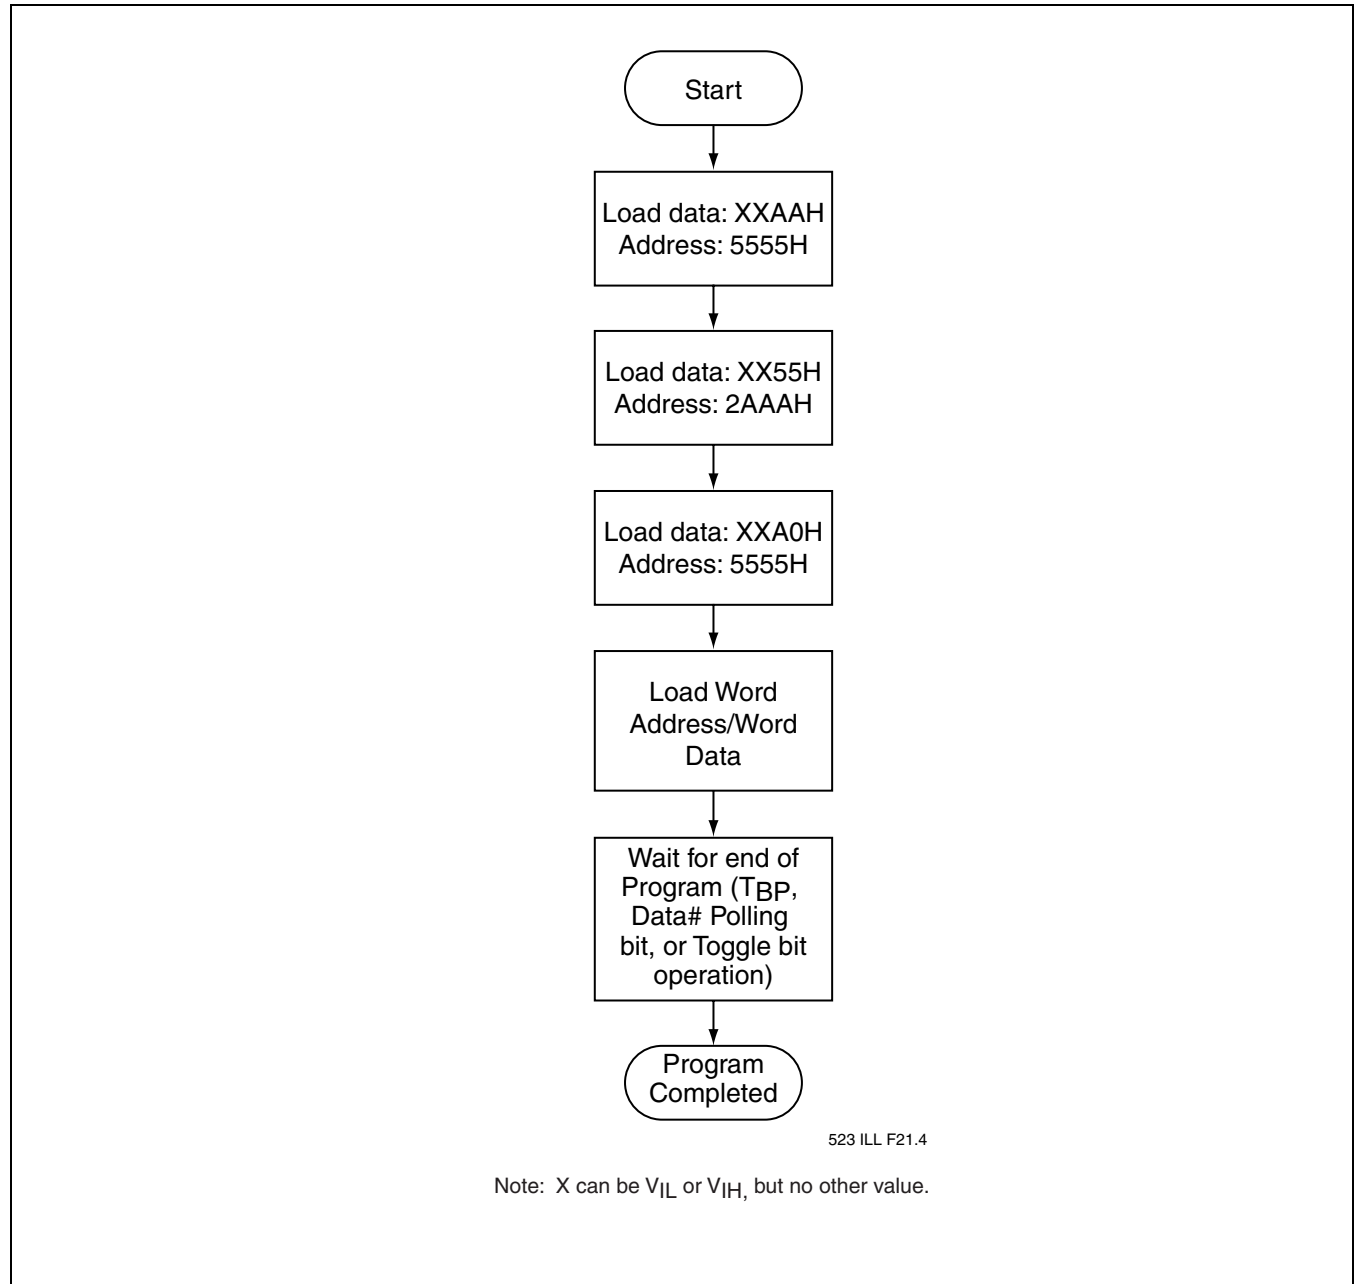 Start
Load data: XXAAH
Address: 5555H
Load data: XX55H
Address: 2AAAH
Load data: XXA0H
Address: 5555H
Load Word
Address/Word
Data
Wait for end of
Program (TBP,
Data# Polling
bit, or Toggle bit
operation)
Program
Completed
523 ILL F21.4
Note: X can be VIL or VIH, but no other value.